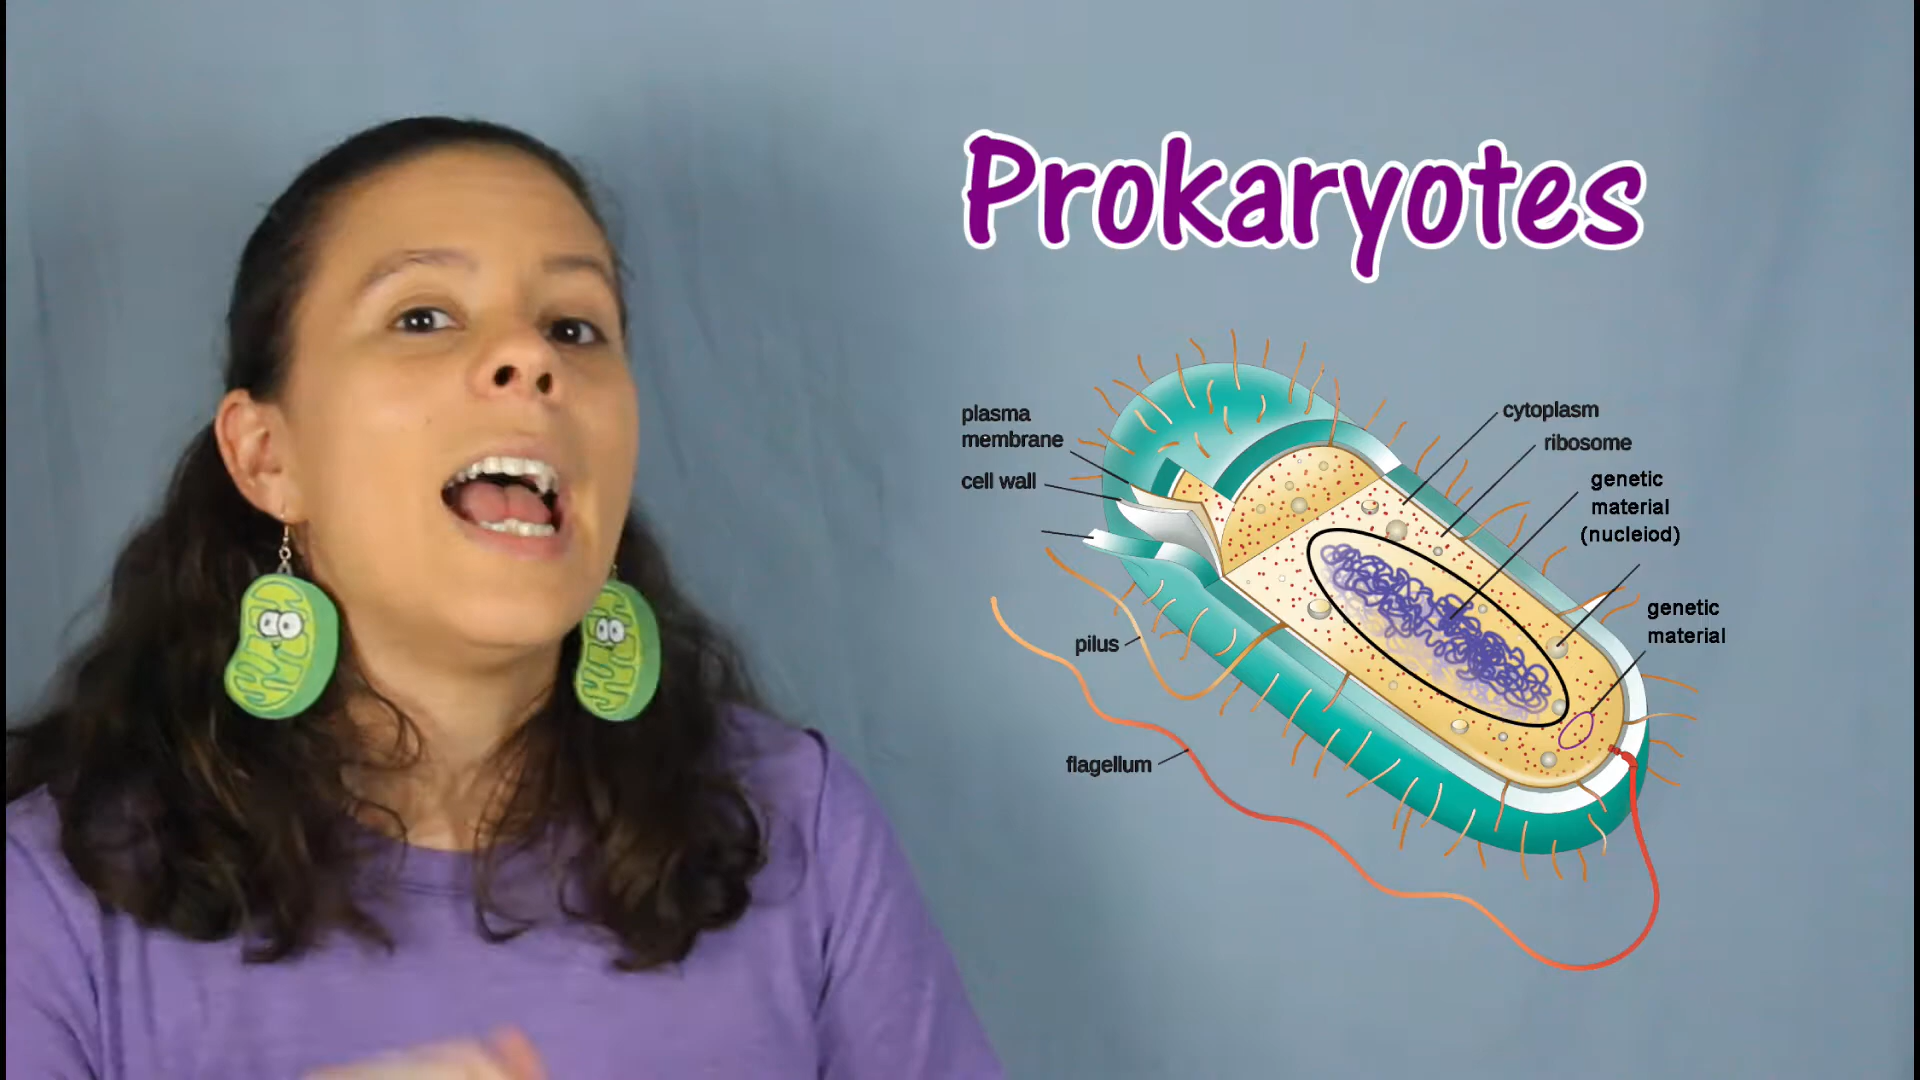 Prokaryotes
plasma
membrane
cell wall
pilus
flagellum
cytoplasm
ribosome
genetic
material
(nucleiod)
genetic
material